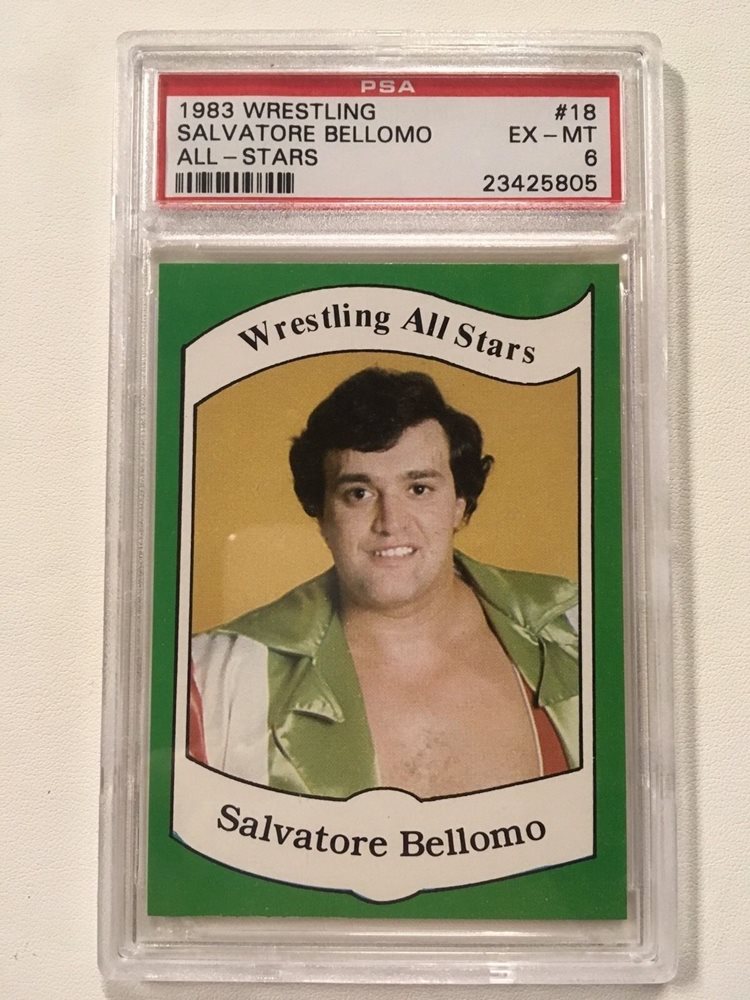 PSA
1983 WRESTLING #18
SALVATORE BELLOMO EX-MT
ALL-STARS 6
23425805
Wrestling All Stars
Salvatore Bellomo